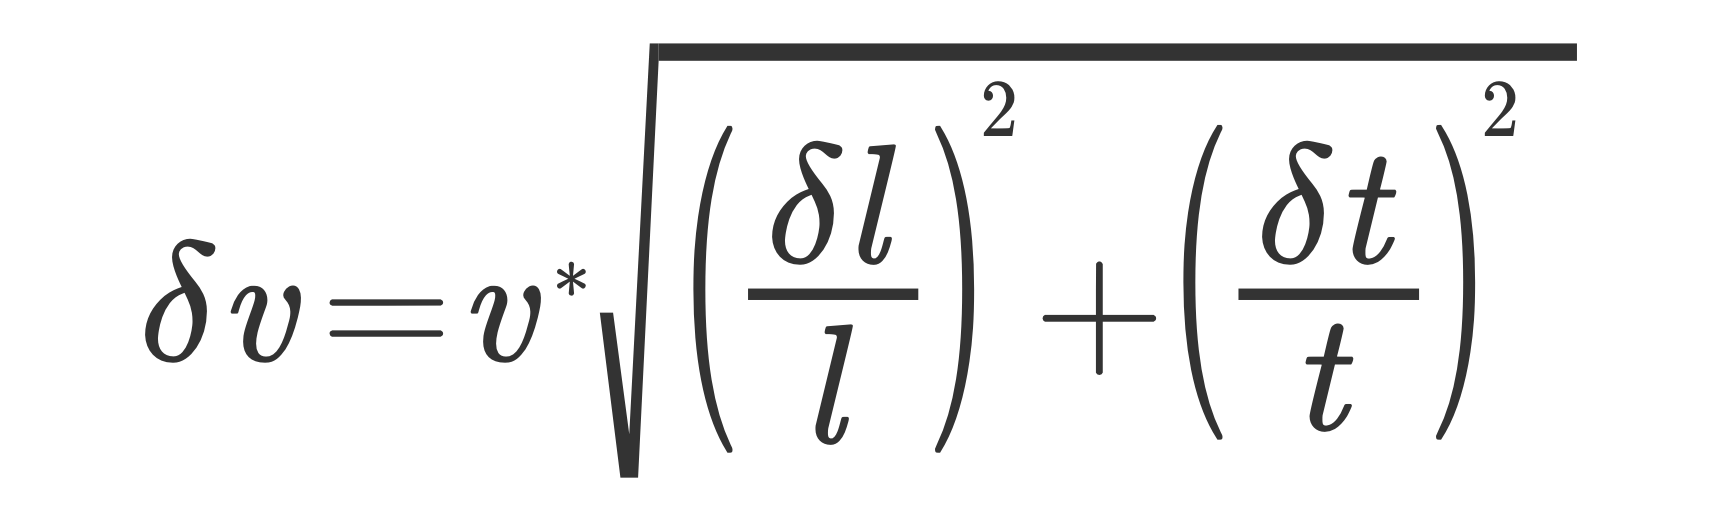 δv = v* √((δl/l)² + (δt/t)²)